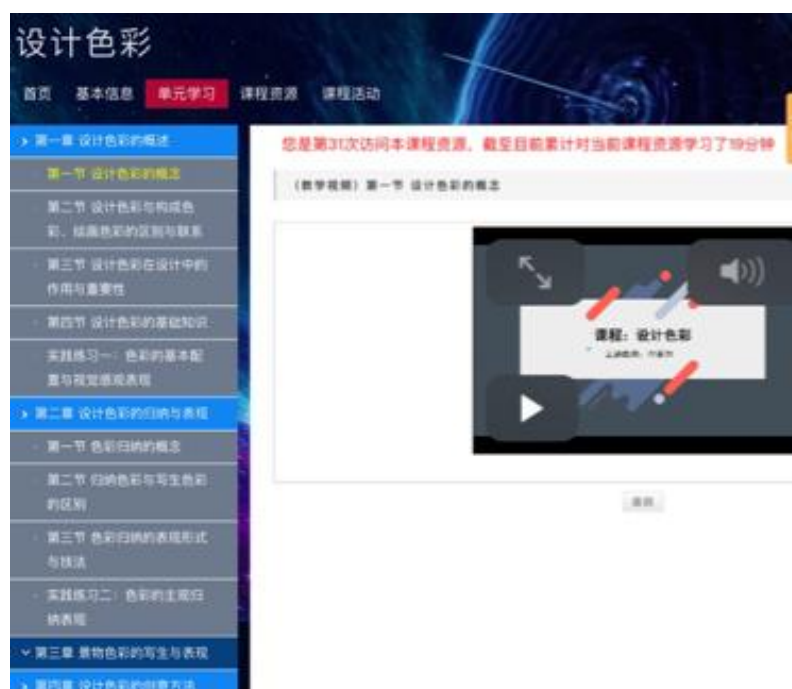 设计色彩
首页 基本信息 单元学习 课程资源 课程活动
第一章 设计色彩的概述
您是第31次访问本课程资源，截至目前累计对当前课程资源学习了19分钟
第一节 设计色彩的概念
（教学视频）第一节 设计色彩的概念
第二节 设计色彩与构成色
彩、绘画色彩的区别与联系
第三节 设计色彩在设计中的
作用与重要性
课程：设计色彩
第四节 设计色彩的基础知识
实践练习一：色彩的基本配
置与视觉感观表现
第二章 设计色彩的归纳与表现
第一节 色彩归纳的概念
第二节 归纳色彩与写生色彩
的区别
第三节 色彩归纳的表现形式
与技法
实践练习二：色彩的主观归
纳表现
第三章 景物色彩的写生与表现
第四章 设计色彩的创意方法